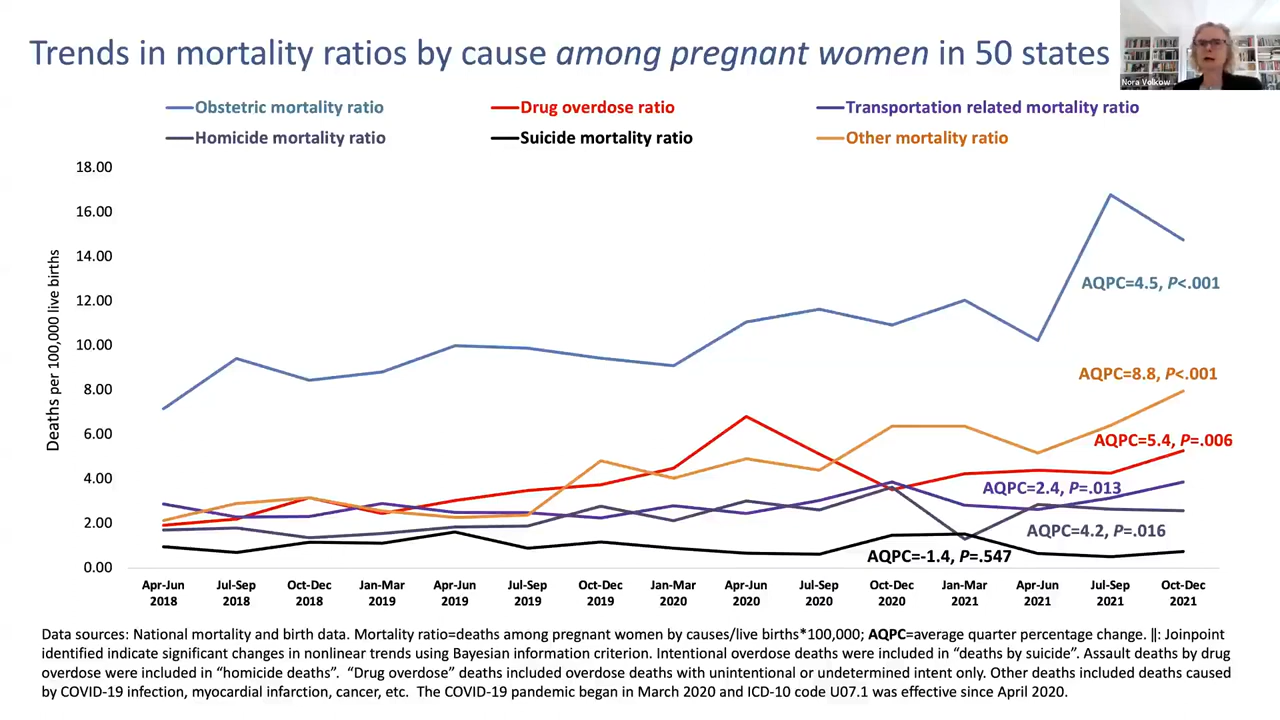 Trends in mortality ratios by cause among pregnant women in 50 states
Nora Volkow
Obstetric mortality ratio
Drug overdose ratio
Transportation related mortality ratio
Homicide mortality ratio
Suicide mortality ratio
Other mortality ratio
Deaths per 100,000 live births
18.00
16.00
14.00
12.00
10.00
8.00
6.00
4.00
2.00
0.00
AQPC=4.5, P<.001
AQPC=8.8, P<.001
AQPC=5.4, P=.006
AQPC=2.4, P=.013
AQPC=4.2, P=.016
AQPC=-1.4, P=.547
Apr-Jun 2018
Jul-Sep 2018
Oct-Dec 2018
Jan-Mar 2019
Apr-Jun 2019
Jul-Sep 2019
Oct-Dec 2019
Jan-Mar 2020
Apr-Jun 2020
Jul-Sep 2020
Oct-Dec 2020
Jan-Mar 2021
Apr-Jun 2021
Jul-Sep 2021
Oct-Dec 2021
Data sources: National mortality and birth data. Mortality ratio=deaths among pregnant women by causes/live births*100,000; AQPC=average quarter percentage change. ||: Joinpoint
identified indicate significant changes in nonlinear trends using Bayesian information criterion. Intentional overdose deaths were included in “deaths by suicide”. Assault deaths by drug
overdose were included in “homicide deaths”. “Drug overdose” deaths included overdose deaths with unintentional or undetermined intent only. Other deaths included deaths caused
by COVID-19 infection, myocardial infarction, cancer, etc. The COVID-19 pandemic began in March 2020 and ICD-10 code U07.1 was effective since April 2020.